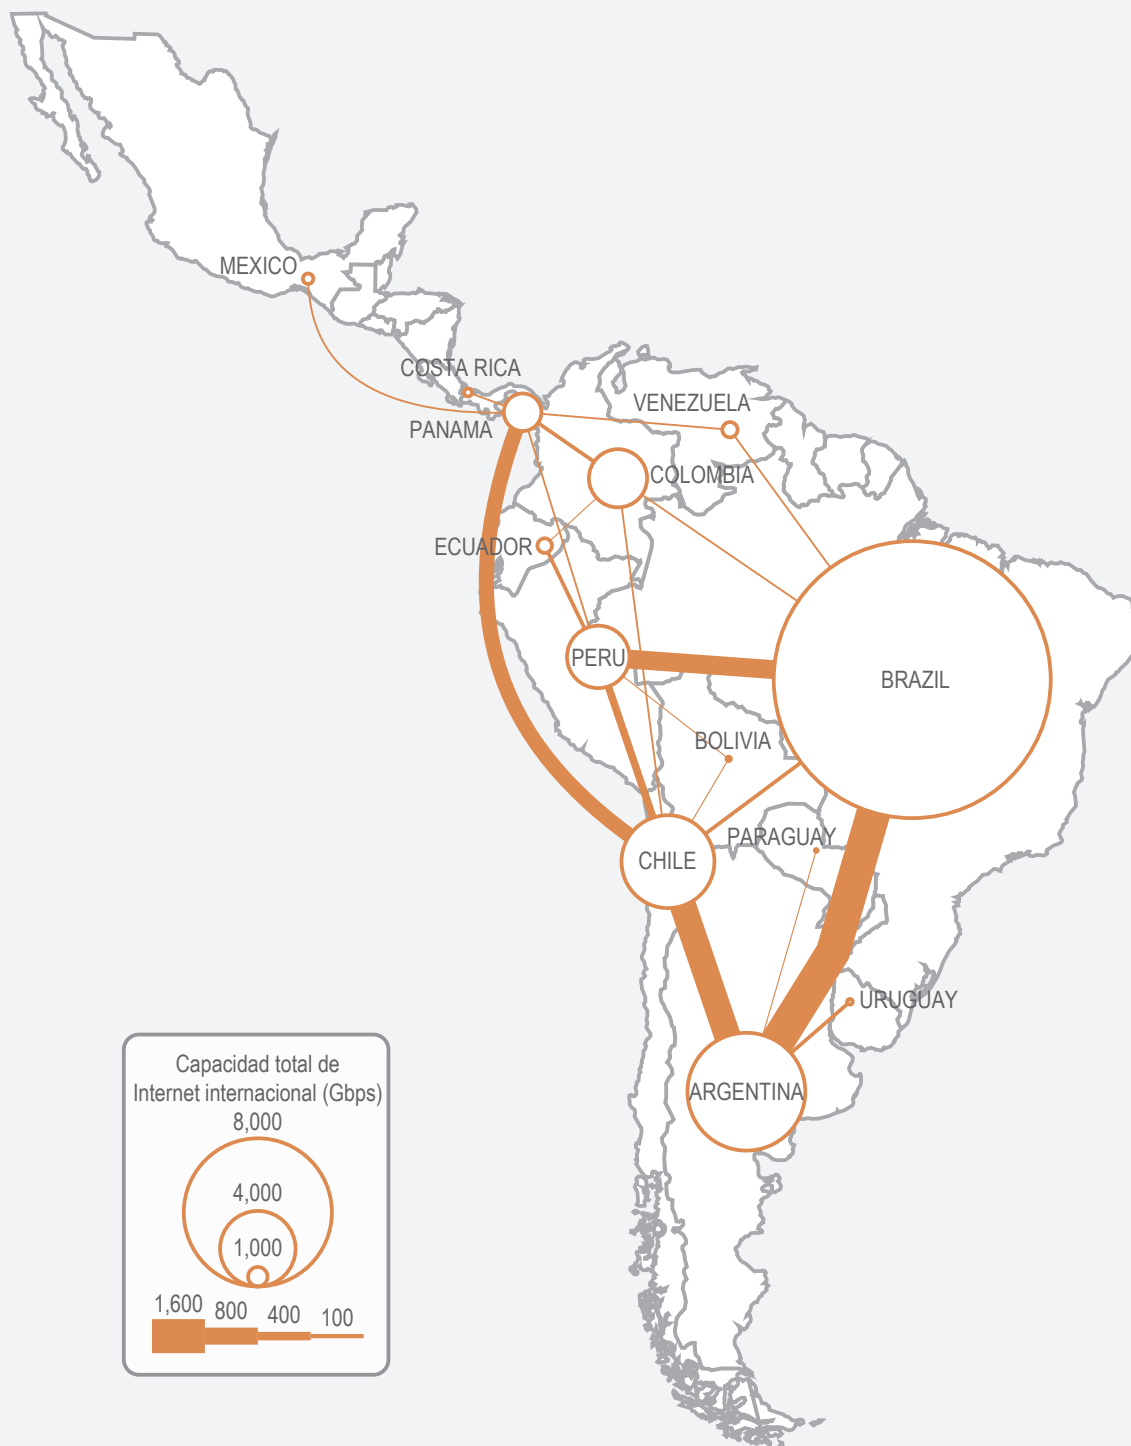 MEXICO
COSTA RICA
PANAMA
VENEZUELA
COLOMBIA
ECUADOR
PERU
BRAZIL
BOLIVIA
PARAGUAY
CHILE
URUGUAY
ARGENTINA
Capacidad total de
Internet internacional (Gbps)
8,000
4,000
1,000
1,600 800 400 100